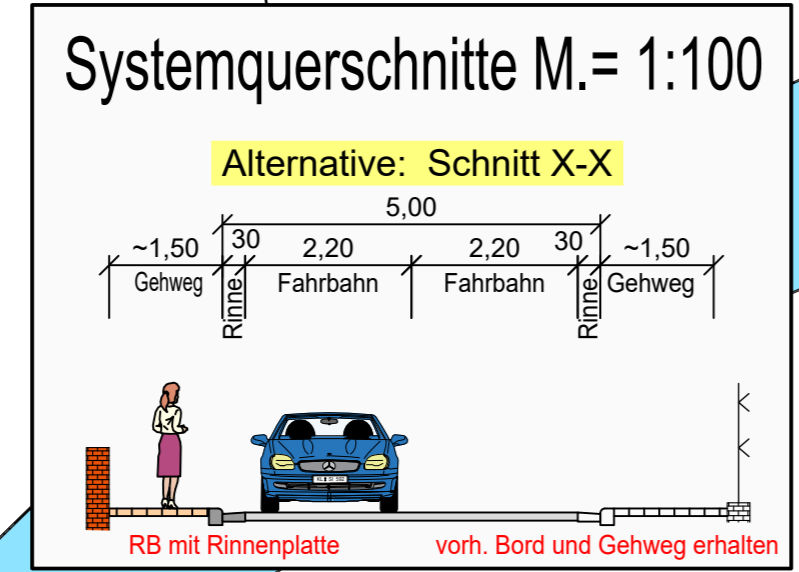 Systemquerschnitte M.= 1:100
Alternative: Schnitt X-X
5,00
~1,50 30 2,20 2,20 30 ~1,50
Gehweg Rinne Fahrbahn Fahrbahn Rinne Gehweg
RB mit Rinnenplatte vorh. Bord und Gehweg erhalten